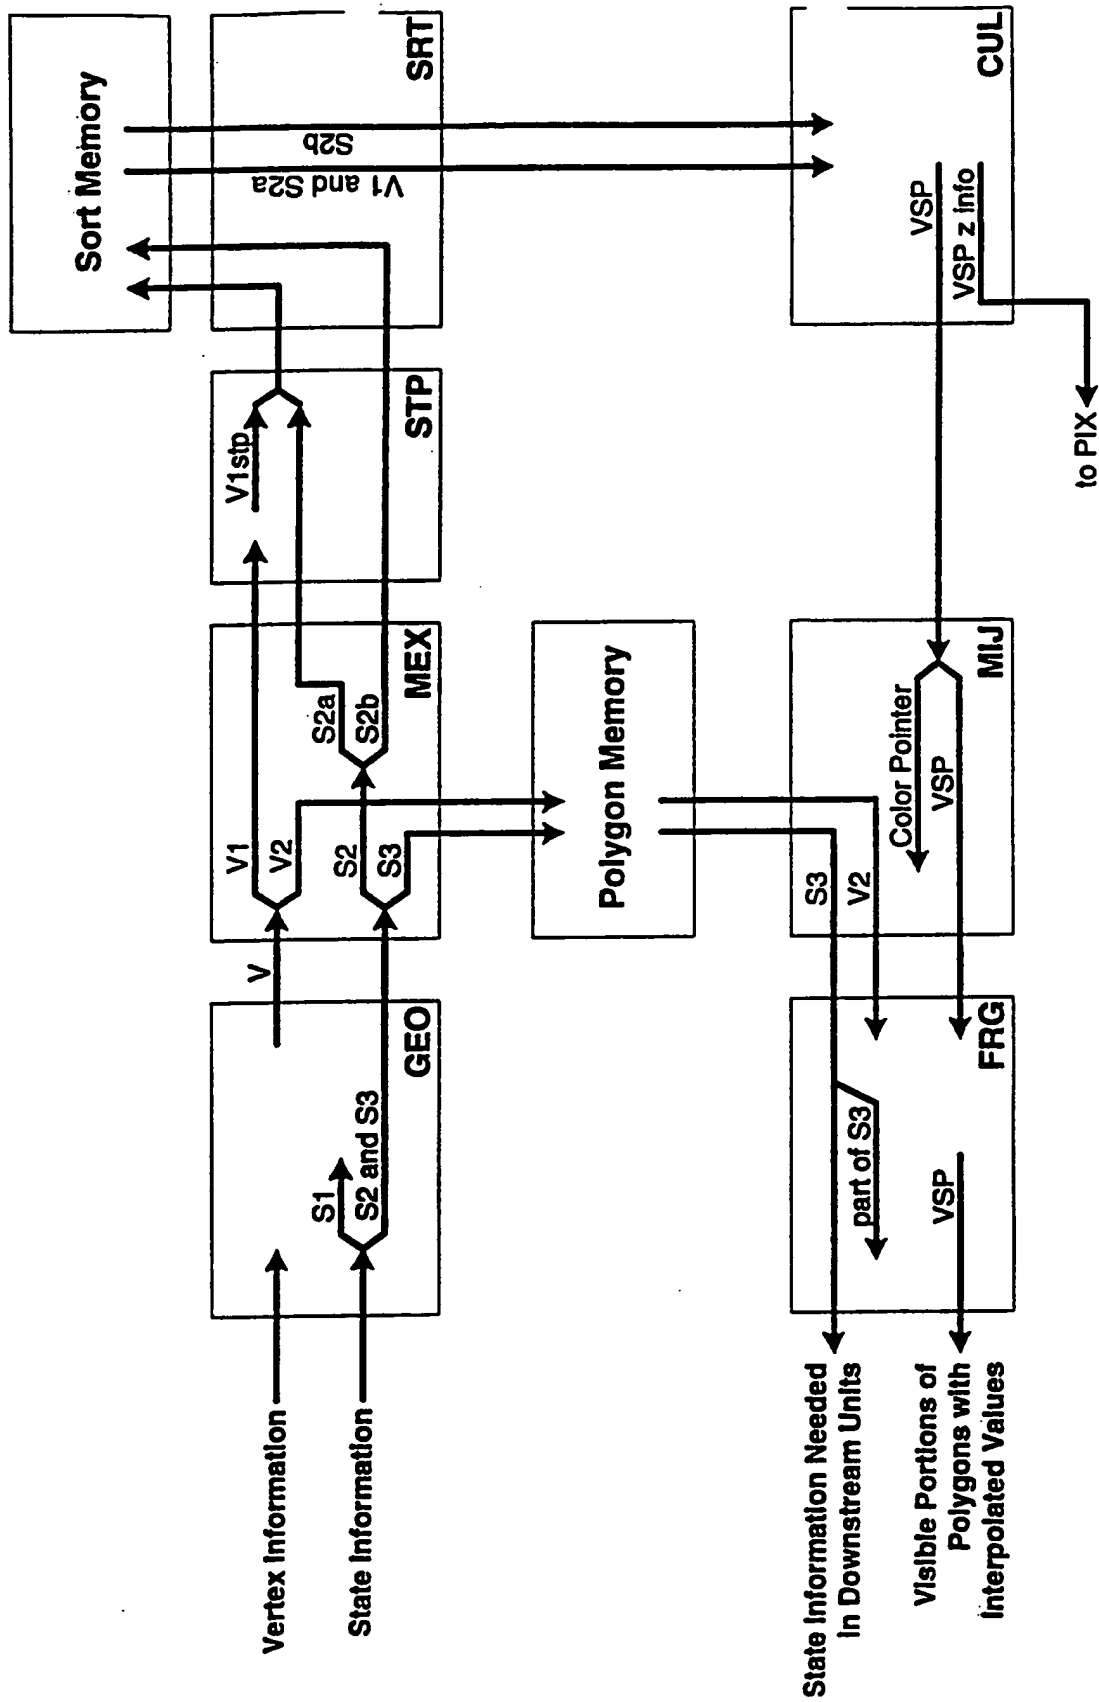 Sort Memory
SRT
S2b
V1 and S2a
CUL
VSP
VSP z info
to PIX
V1stp
STP
MEX
V1
V2
S2a
S2b
S2
S3
Polygon Memory
MIJ
Color Pointer
VSP
S3
V2
V
GEO
S1
S2 and S3
FRG
part of S3
VSP
Vertex Information
State Information
State Information Needed
In Downstream Units
Visible Portions of
Polygons with
Interpolated Values